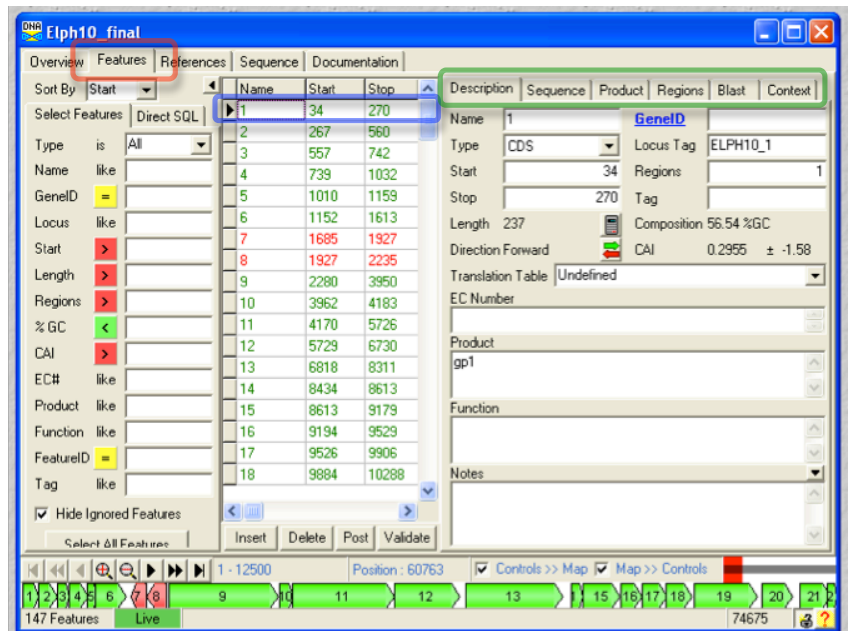 DNA Elph10_final
Overview Features References Sequence Documentation
Sort By Start
Select Features Direct SQL
Type is All
Name like
GeneID =
Locus like
Start >
Length >
Regions >
% GC <
CAI >
EC# like
Product like
Function like
FeatureID =
Tag like
Hide Ignored Features
Select All Features
Name Start Stop
1 34 270
2 267 560
3 557 742
4 739 1032
5 1010 1159
6 1152 1613
7 1685 1927
8 1927 2235
9 2280 3950
10 3962 4183
11 4170 5726
12 5729 6730
13 6818 8311
14 8434 8613
15 8613 9179
16 9194 9529
17 9526 9906
18 9884 10288
Insert Delete Post Validate
Description Sequence Product Regions Blast Context
Name 1 GeneID
Type CDS Locus Tag ELPH10_1
Start 34 Regions 1
Stop 270 Tag
Length 237 Composition 56.54 %GC
Direction Forward CAI 0.2955 ± -1.58
Translation Table Undefined
EC Number
Product
gp1
Function
Notes
1 - 12500 Position : 60763 Controls >> Map Map >> Controls
1 2 3 4 5 6 7 8 9 10 11 12 13 1 15 16 17 18 19 20 21 2
147 Features Live 74675 ?